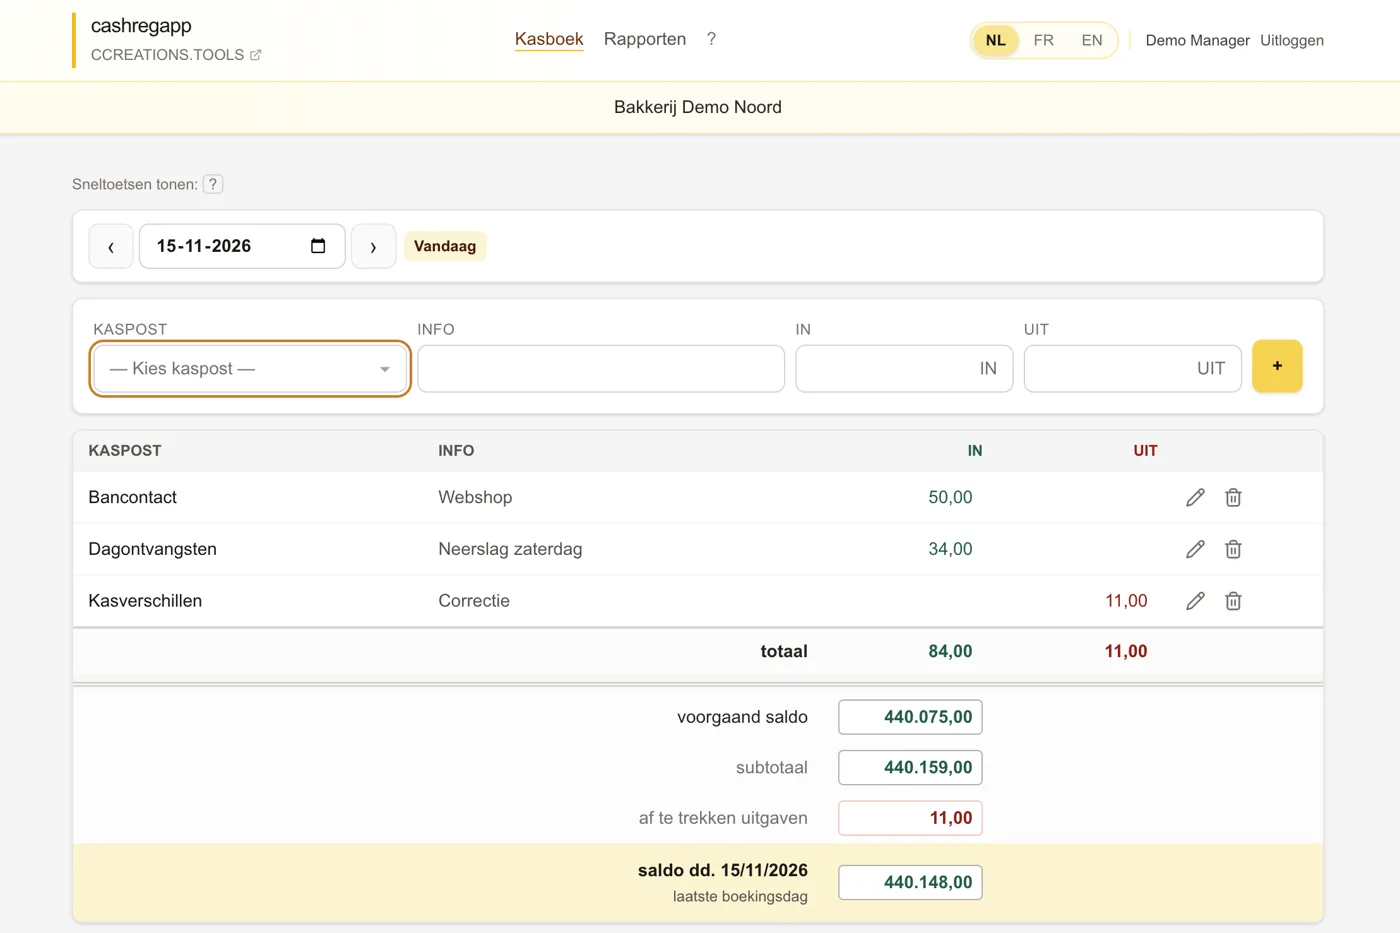 cashregapp
CCREATIONS.TOOLS
Kasboek Rapporten ?
NL FR EN
Demo Manager Uitloggen
Bakkerij Demo Noord
Sneltoetsen tonen: ?
‹ 15-11-2026 › Vandaag
KASPOST INFO IN UIT
— Kies kaspost — IN UIT +
KASPOST INFO IN UIT
Bancontact Webshop 50,00
Dagontvangsten Neerslag zaterdag 34,00
Kasverschillen Correctie 11,00
totaal 84,00 11,00
voorgaand saldo 440.075,00
subtotaal 440.159,00
af te trekken uitgaven 11,00
saldo dd. 15/11/2026 440.148,00
laatste boekingsdag